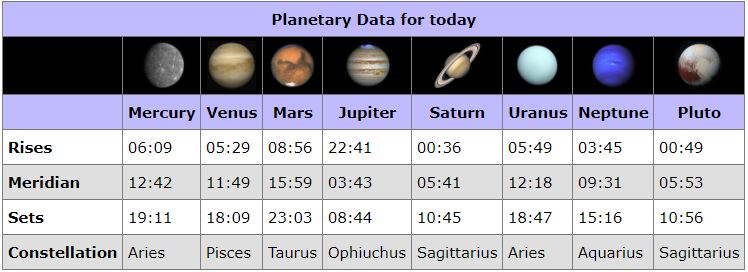 Planetary Data for today
Mercury Venus Mars Jupiter Saturn Uranus Neptune Pluto
Rises 06:09 05:29 08:56 22:41 00:36 05:49 03:45 00:49
Meridian 12:42 11:49 15:59 03:43 05:41 12:18 09:31 05:53
Sets 19:11 18:09 23:03 08:44 10:45 18:47 15:16 10:56
Constellation Aries Pisces Taurus Ophiuchus Sagittarius Aries Aquarius Sagittarius